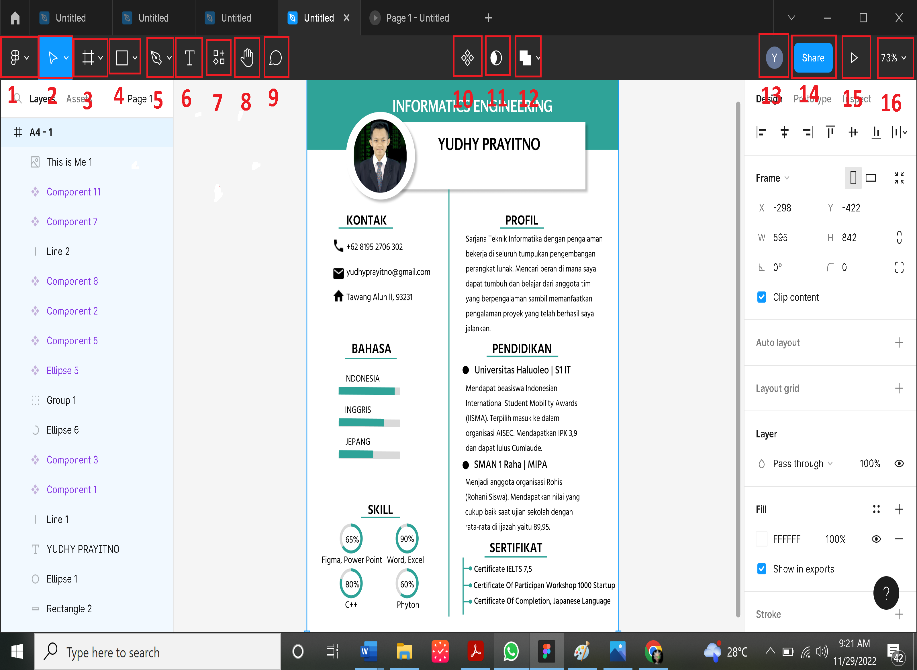 Untitled
Untitled
Untitled
Untitled
Page 1 - Untitled
Y
Share
73%
1
2
3
4
5
6
7
8
9
10
11
12
13
14
15
16
Layers
Page 1
Design
Prototype
Inspect
A4 - 1
This is Me 1
Component 11
Component 7
Line 2
Component 6
Component 2
Component 5
Ellipse 5
Group 1
Ellipse 6
Component 3
Component 1
Line 1
YUDHY PRAYITNO
Ellipse 1
Rectangle 2
INFORMATICS ENGINEERING
YUDHY PRAYITNO
KONTAK
+62 8195 2706 302
yudhyprayitno@gmail.com
Tawang Alun II, 93231
BAHASA
NDONESIA
INGGRIS
JEPANG
SKILL
65%
90%
Figma, Power Point
Word, Excel
80%
60%
C++
Phyton
PROFIL
Sarjana Teknik Informatika dengan pengalaman
bekerja di seluruh tumpukan pengembangan
perangkat lunak. Mencari peran di mana saya
dapat tumbuh dan belajar dari anggota tim
yang berpengalaman sambil memanfaatkan
pengalaman proyek yang telah berhasil saya
jalankan.
PENDIDIKAN
Universitas Haluoleo | S1 IT
Mendapat beasiswa Indonesian
International Student Mobility Awards
(IISMA). Terpilih masuk ke dalam
organisasi AISEC. Mendapatkan IPK 3,9
dan dapat lulus Cumlaude.
SMAN 1 Raha | MIPA
Menjadi anggota organisasi Rohis
(Rohani Siswa). Mendapatkan nilai yang
cukup baik saat ujian sekolah dengan
rata-rata di ijazah yaitu 89,95.
SERTIFIKAT
Certificate IELTS 7,5
Certificate Of Participan Workshop 1000 Startup
Certificate Of Completion, Japanese Language
Frame
X -298
Y -422
W 595
H 842
0°
0
Clip content
Auto layout
Layout grid
Layer
Pass through
100%
Fill
FFFFFF
100%
Show in exports
?
Stroke
Type here to search
28°C
9:21 AM
11/29/2022
42